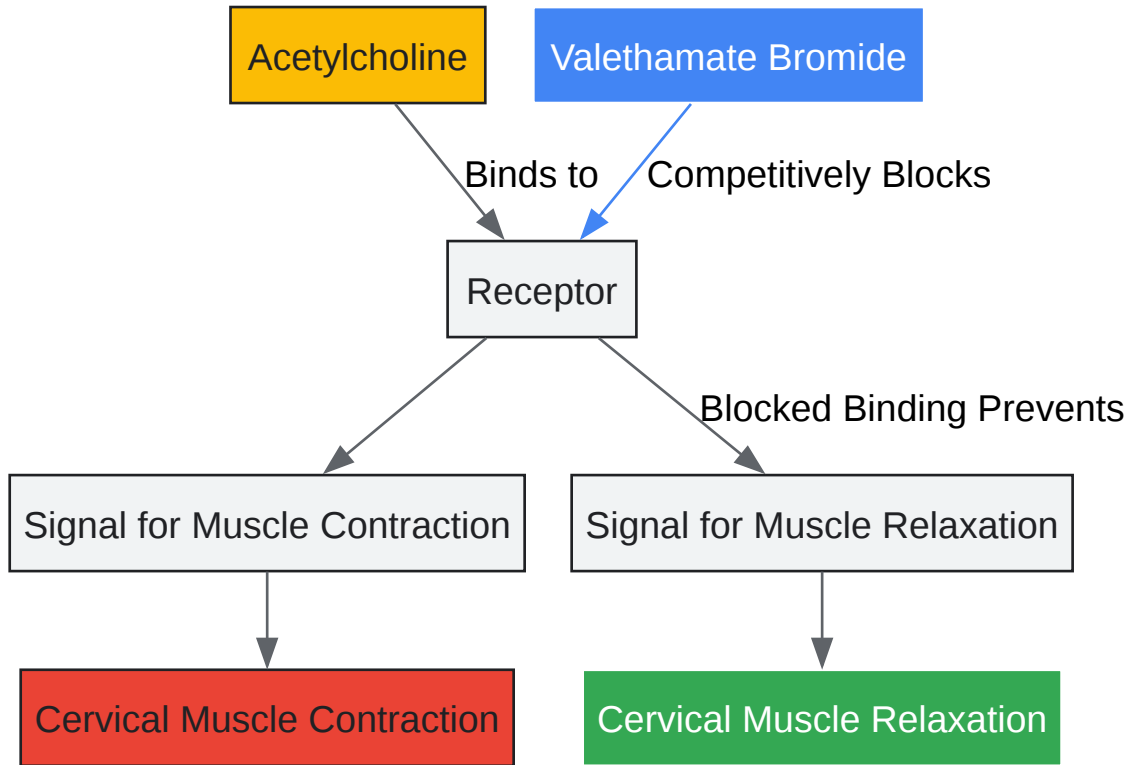 Acetylcholine
Valethamate Bromide
Binds to
Competitively Blocks
Receptor
Blocked Binding Prevents
Signal for Muscle Contraction
Signal for Muscle Relaxation
Cervical Muscle Contraction
Cervical Muscle Relaxation